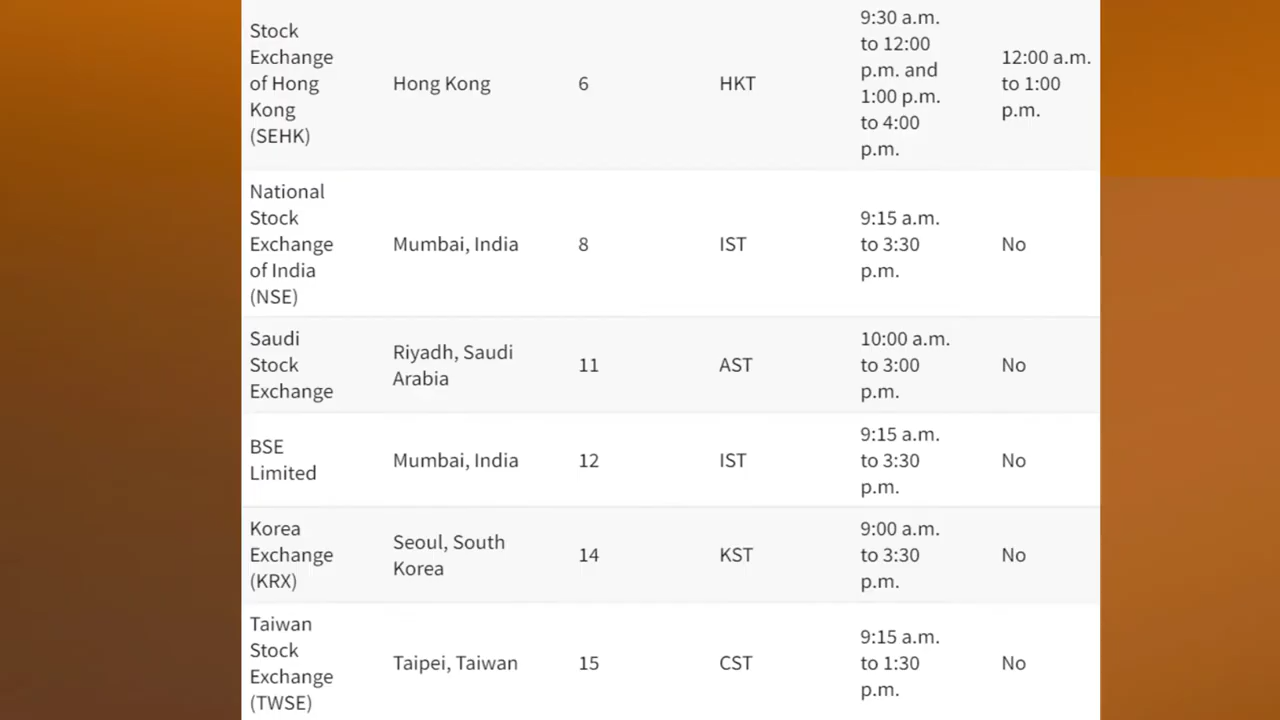 Stock
Exchange
of Hong
Kong
(SEHK)
Hong Kong
6
HKT
9:30 a.m.
to 12:00
p.m. and
1:00 p.m.
to 4:00
p.m.
12:00 a.m.
to 1:00
p.m.
National
Stock
Exchange
of India
(NSE)
Mumbai, India
8
IST
9:15 a.m.
to 3:30
p.m.
No
Saudi
Stock
Exchange
Riyadh, Saudi
Arabia
11
AST
10:00 a.m.
to 3:00
p.m.
No
BSE
Limited
Mumbai, India
12
IST
9:15 a.m.
to 3:30
p.m.
No
Korea
Exchange
(KRX)
Seoul, South
Korea
14
KST
9:00 a.m.
to 3:30
p.m.
No
Taiwan
Stock
Exchange
(TWSE)
Taipei, Taiwan
15
CST
9:15 a.m.
to 1:30
p.m.
No